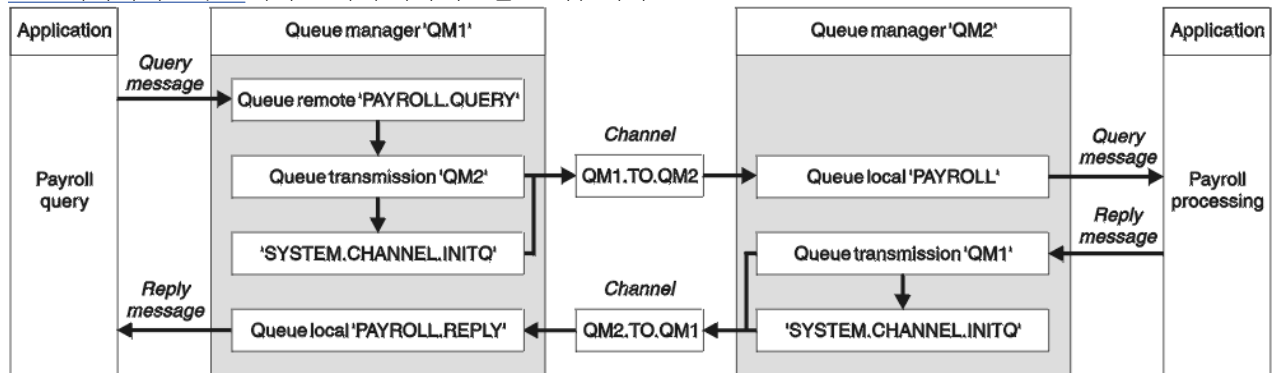 Application
Queue manager 'QM1'
Queue manager 'QM2'
Application
Query
message
Queue remote 'PAYROLL.QUERY'
Channel
Query
message
Payroll
query
Queue transmission 'QM2'
QM1.TO.QM2
Queue local 'PAYROLL'
Payroll
processing
Reply
message
'SYSTEM.CHANNEL.INITQ'
Queue transmission 'QM1'
Reply
message
Channel
Queue local 'PAYROLL.REPLY'
QM2.TO.QM1
'SYSTEM.CHANNEL.INITQ'